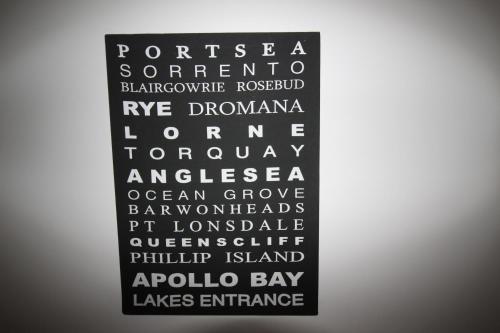 PORTSEA
SORRENTO
BLAIRGOWRIE ROSEBUD
RYE DROMANA
LORNE
TORQUAY
ANGLESEA
OCEAN GROVE
BARWONHEADS
PT LONSDALE
QUEENSCLIFF
PHILLIP ISLAND
APOLLO BAY
LAKES ENTRANCE